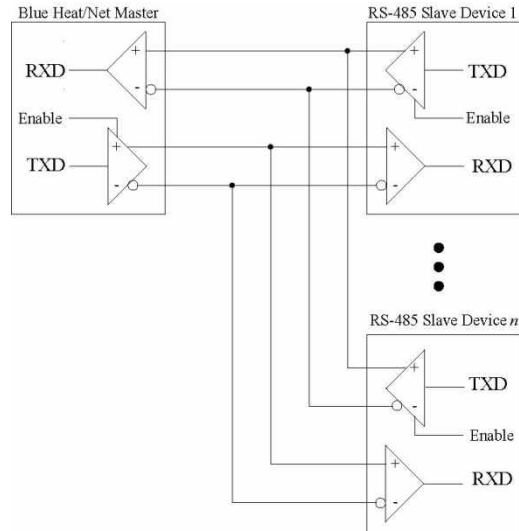 Blue Heat/Net Master
RS-485 Slave Device 1
RXD
+
-
+
-
TXD
Enable
Enable
TXD
+
-
+
-
RXD
RS-485 Slave Device n
+
-
TXD
Enable
+
-
RXD